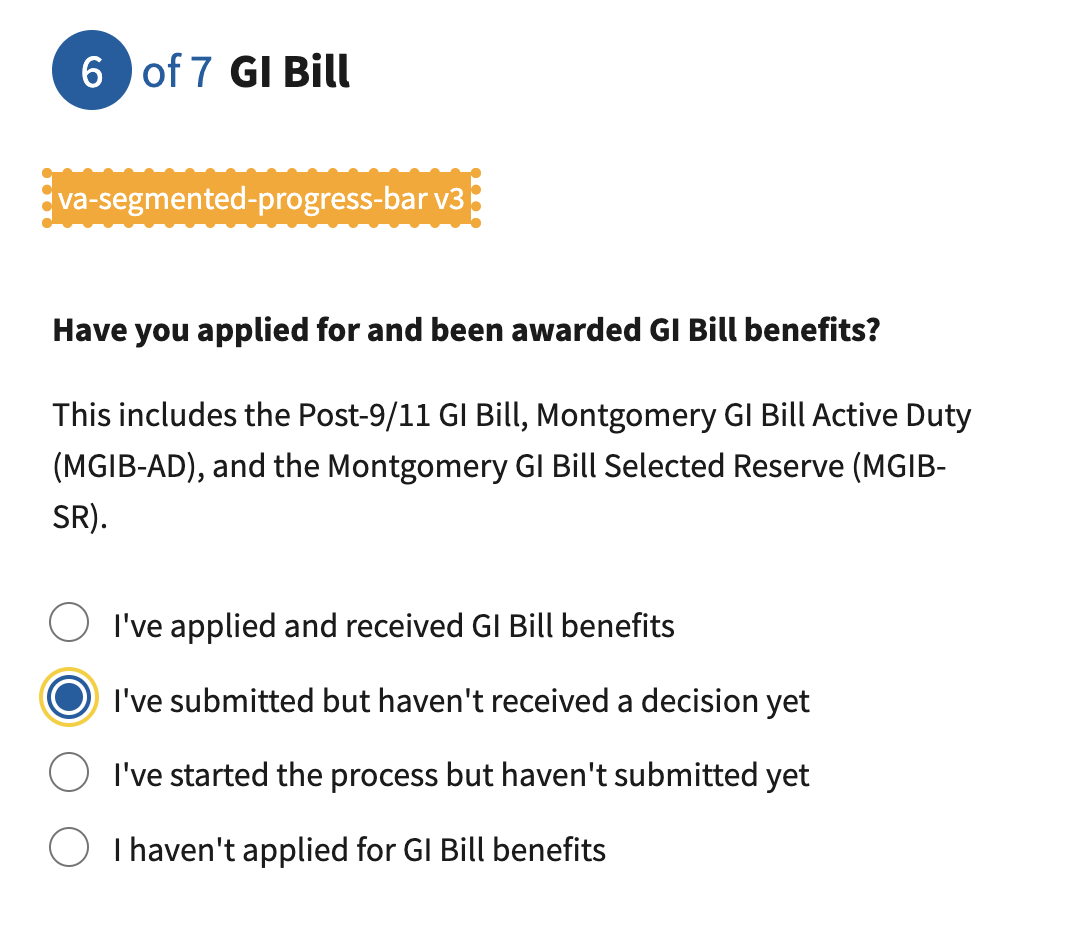 6 of 7 GI Bill
va-segmented-progress-bar v3
Have you applied for and been awarded GI Bill benefits?
This includes the Post-9/11 GI Bill, Montgomery GI Bill Active Duty
(MGIB-AD), and the Montgomery GI Bill Selected Reserve (MGIB-
SR).
I've applied and received GI Bill benefits
I've submitted but haven't received a decision yet
I've started the process but haven't submitted yet
I haven't applied for GI Bill benefits